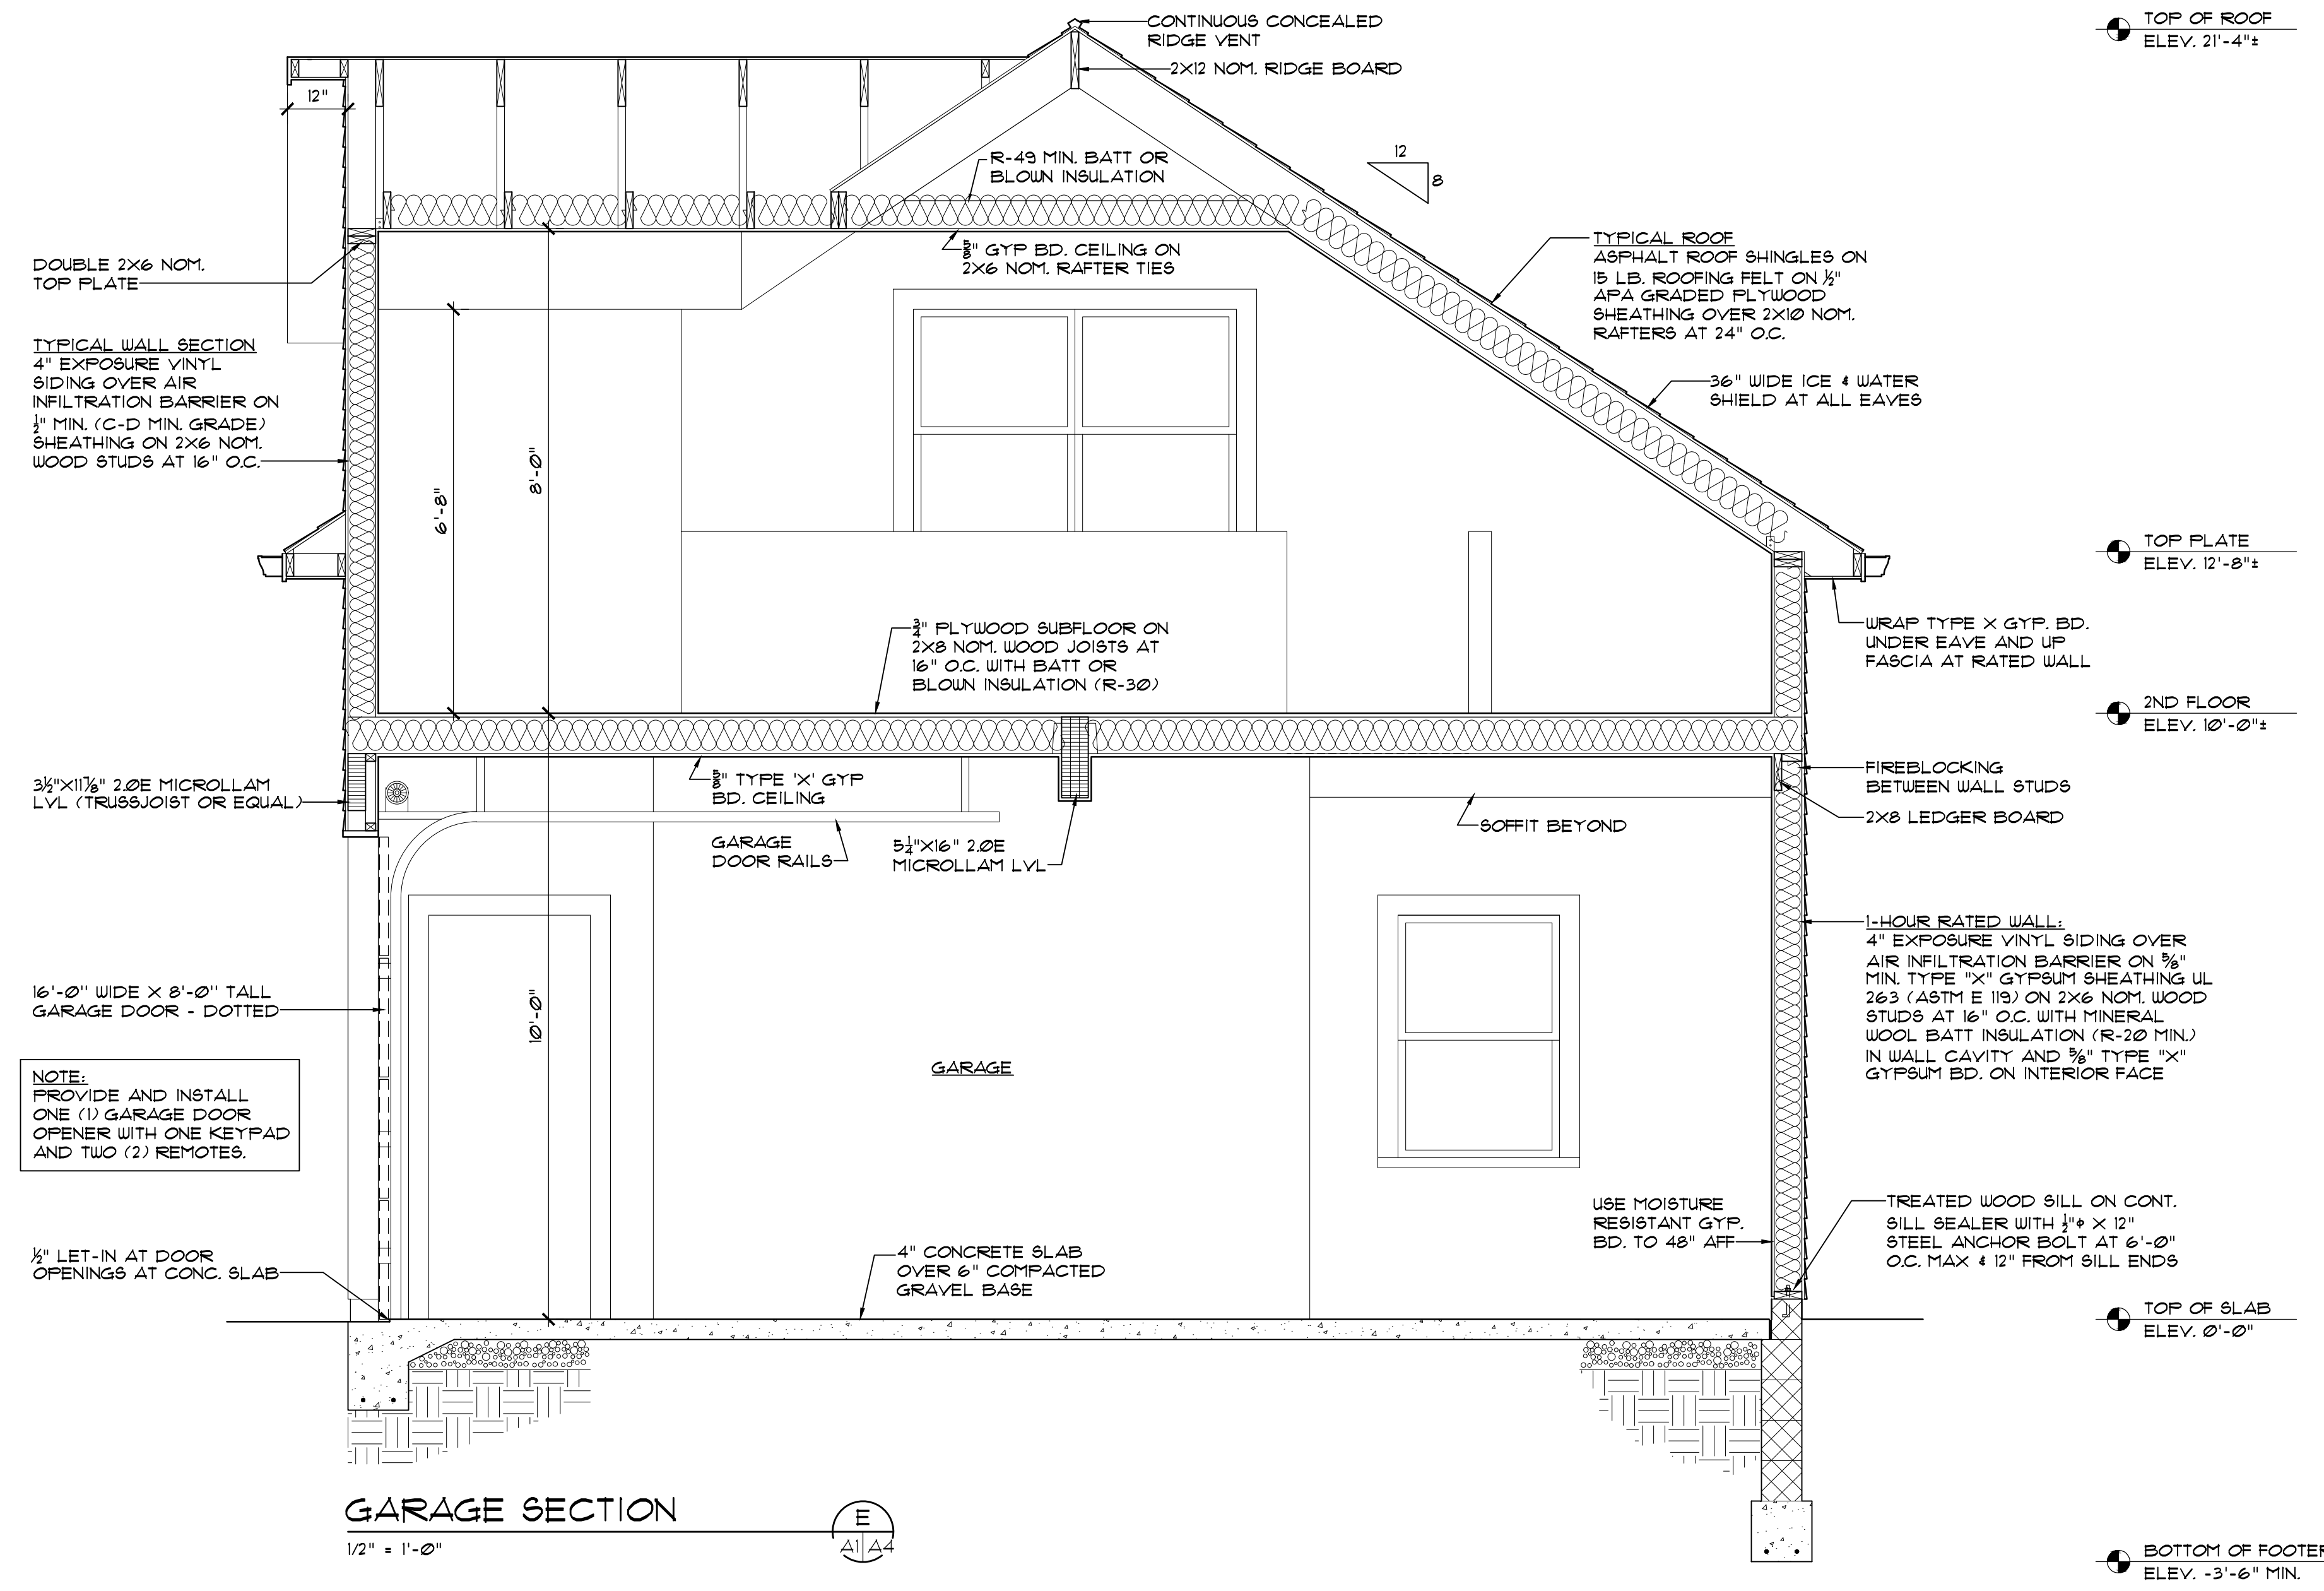 CONTINUOUS CONCEALED
RIDGE VENT
2X12 NOM. RIDGE BOARD
TOP OF ROOF
ELEV. 21'-4"±
12"
12
8
R-49 MIN. BATT OR
BLOWN INSULATION
5/8" GYP BD. CEILING ON
2X6 NOM. RAFTER TIES
DOUBLE 2X6 NOM.
TOP PLATE
TYPICAL WALL SECTION
4" EXPOSURE VINYL
SIDING OVER AIR
INFILTRATION BARRIER ON
1/2" MIN. (C-D MIN. GRADE)
SHEATHING ON 2X6 NOM.
WOOD STUDS AT 16" O.C.
TYPICAL ROOF
ASPHALT ROOF SHINGLES ON
15 LB. ROOFING FELT ON ½"
APA GRADED PLYWOOD
SHEATHING OVER 2X10 NOM.
RAFTERS AT 24" O.C.
36" WIDE ICE & WATER
SHIELD AT ALL EAVES
6'-8"
8'-0"
TOP PLATE
ELEV. 12'-8"±
3/4" PLYWOOD SUBFLOOR ON
2X8 NOM. WOOD JOISTS AT
16" O.C. WITH BATT OR
BLOWN INSULATION (R-30)
WRAP TYPE X GYP. BD.
UNDER EAVE AND UP
FASCIA AT RATED WALL
2ND FLOOR
ELEV. 10'-0"±
3½"X11⅞" 2.0E MICROLLAM
LVL (TRUSSJOIST OR EQUAL)
5/8" TYPE 'X' GYP
BD. CEILING
GARAGE
DOOR RAILS
5¼"X16" 2.0E
MICROLLAM LVL
SOFFIT BEYOND
FIREBLOCKING
BETWEEN WALL STUDS
2X8 LEDGER BOARD
16'-0" WIDE X 8'-0" TALL
GARAGE DOOR - DOTTED
10'-0"
GARAGE
1-HOUR RATED WALL:
4" EXPOSURE VINYL SIDING OVER
AIR INFILTRATION BARRIER ON ⅝"
MIN. TYPE "X" GYPSUM SHEATHING UL
263 (ASTM E 119) ON 2X6 NOM. WOOD
STUDS AT 16" O.C. WITH MINERAL
WOOL BATT INSULATION (R-20 MIN.)
IN WALL CAVITY AND ⅝" TYPE "X"
GYPSUM BD. ON INTERIOR FACE
NOTE:
PROVIDE AND INSTALL
ONE (1) GARAGE DOOR
OPENER WITH ONE KEYPAD
AND TWO (2) REMOTES.
½" LET-IN AT DOOR
OPENINGS AT CONC. SLAB
4" CONCRETE SLAB
OVER 6" COMPACTED
GRAVEL BASE
USE MOISTURE
RESISTANT GYP.
BD. TO 48" AFF
TREATED WOOD SILL ON CONT.
SILL SEALER WITH ½"ϕ X 12"
STEEL ANCHOR BOLT AT 6'-0"
O.C. MAX & 12" FROM SILL ENDS
TOP OF SLAB
ELEV. 0'-0"
GARAGE SECTION
1/2" = 1'-0"
E
A1 A4
BOTTOM OF FOOTER
ELEV. -3'-6" MIN.